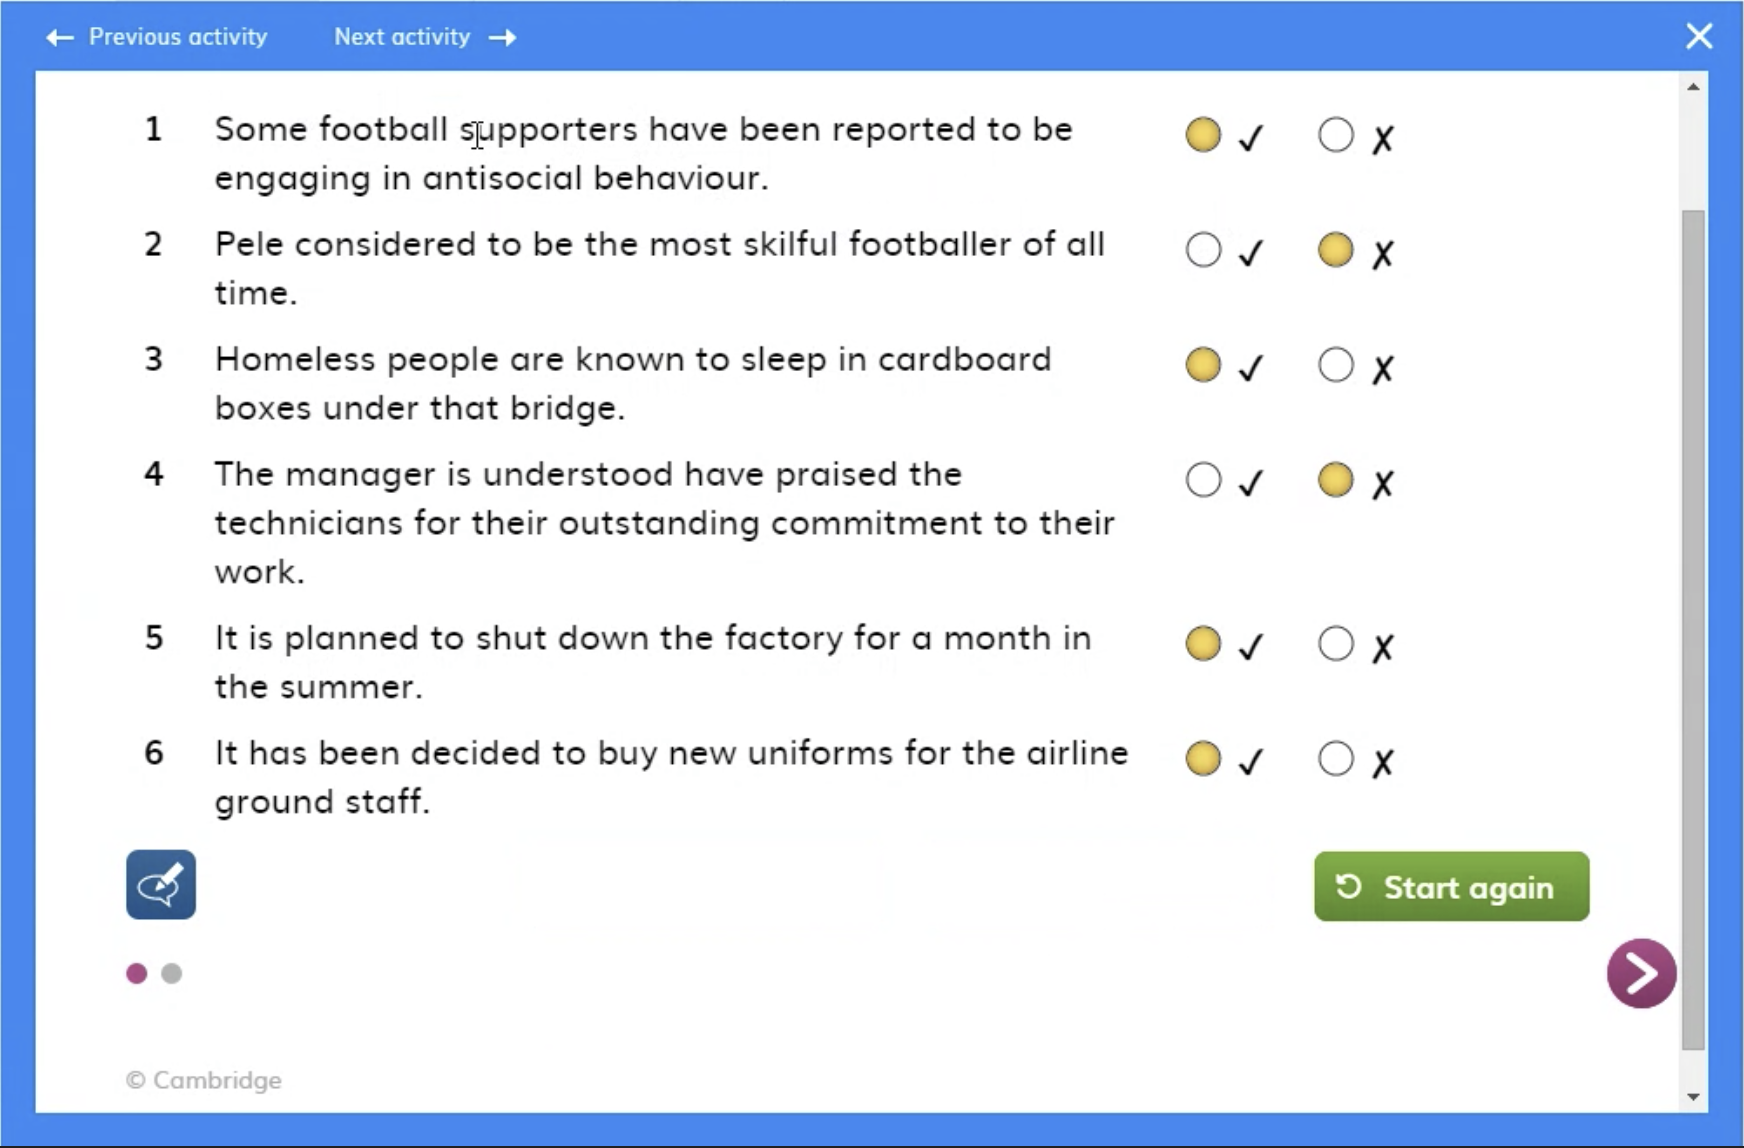 ← Previous activity Next activity → ×
1 Some football supporters have been reported to be ✓ ✗
engaging in antisocial behaviour.
2 Pele considered to be the most skilful footballer of all ✓ ✗
time.
3 Homeless people are known to sleep in cardboard ✓ ✗
boxes under that bridge.
4 The manager is understood have praised the ✓ ✗
technicians for their outstanding commitment to their
work.
5 It is planned to shut down the factory for a month in ✓ ✗
the summer.
6 It has been decided to buy new uniforms for the airline ✓ ✗
ground staff.
Start again
© Cambridge